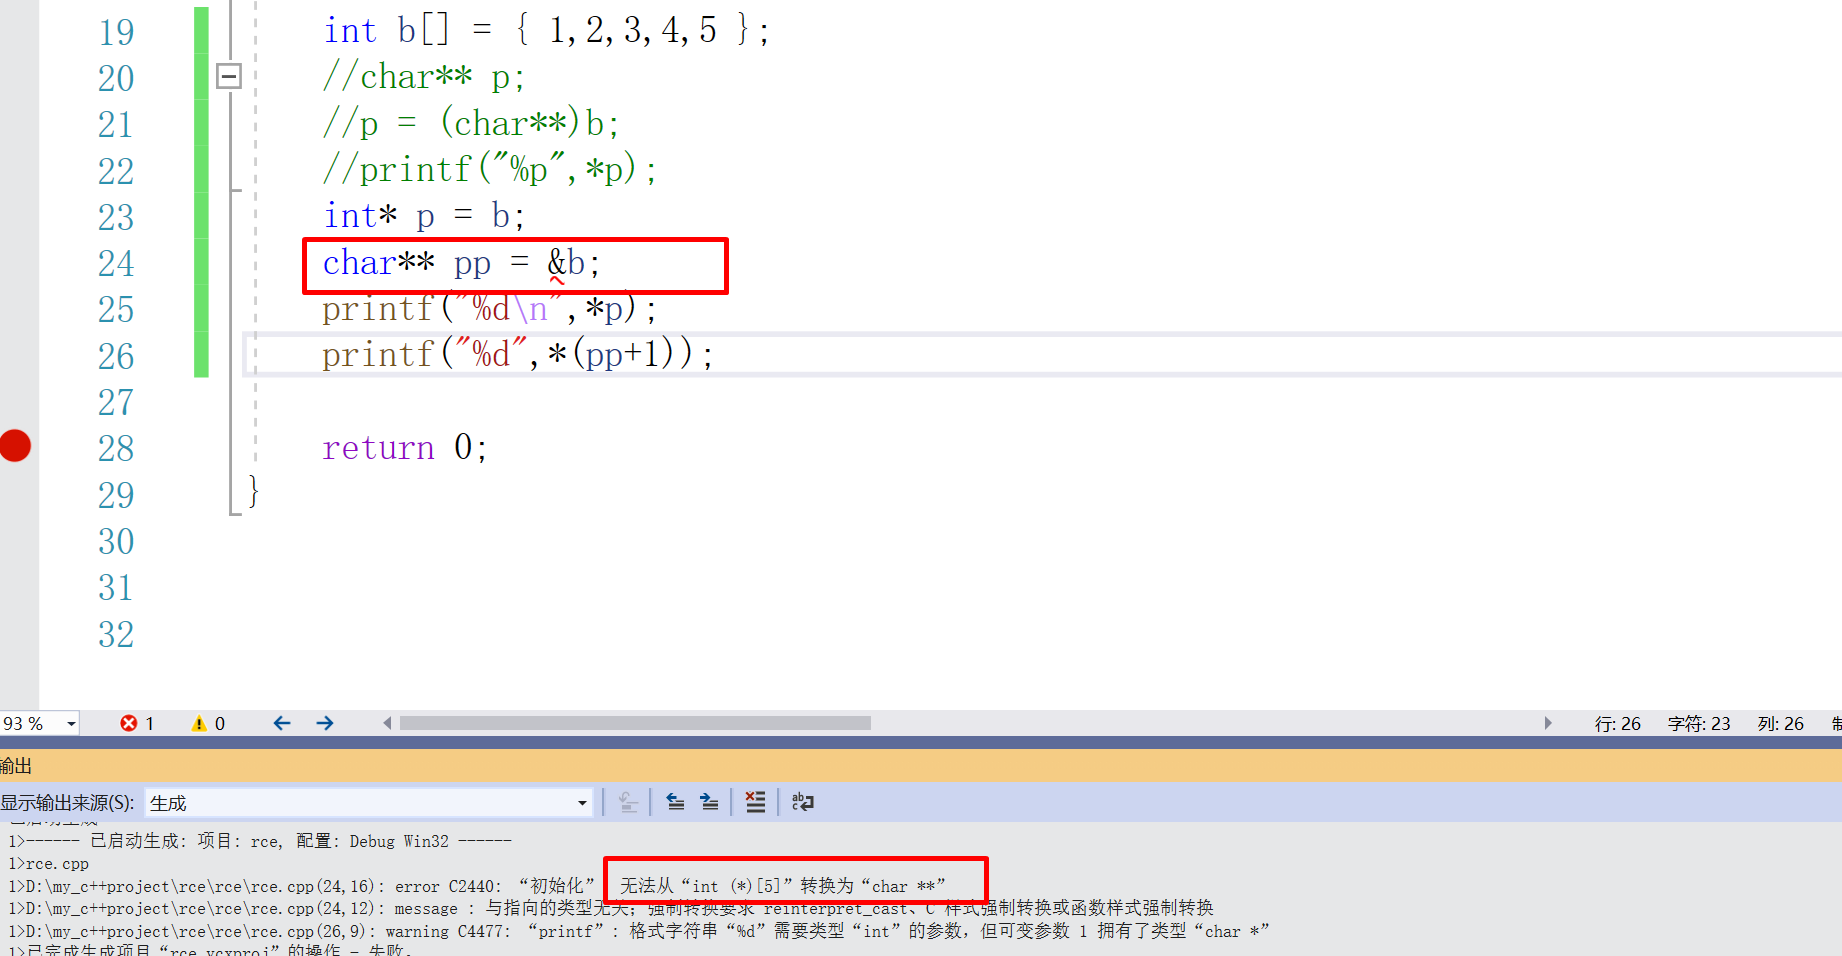 19 int b[] = { 1,2,3,4,5 };
20 //char** p;
21 //p = (char**)b;
22 //printf("%p",*p);
23 int* p = b;
24 char** pp = &b;
25 printf("%d\n",*p);
26 printf("%d",*(pp+1));
27
28 return 0;
29 }
30
31
32
93 % 1 0 行: 26 字符: 23 列: 26
输出
显示输出来源(S): 生成
1>------ 已启动生成: 项目: rce, 配置: Debug Win32 ------
1>rce.cpp
1>D:\my_c++project\rce\rce\rce.cpp(24,16): error C2440: “初始化” 无法从“int (*)[5]”转换为“char **”
1>D:\my_c++project\rce\rce\rce.cpp(24,12): message : 与指向的类型无关；强制转换要求 reinterpret_cast、C 样式强制转换或函数样式强制转换
1>D:\my_c++project\rce\rce\rce.cpp(26,9): warning C4477: “printf”: 格式字符串“%d”需要类型“int”的参数，但可变参数 1 拥有了类型“char *”
1>已完成生成项目“rce.vcxproj”的操作 - 失败。